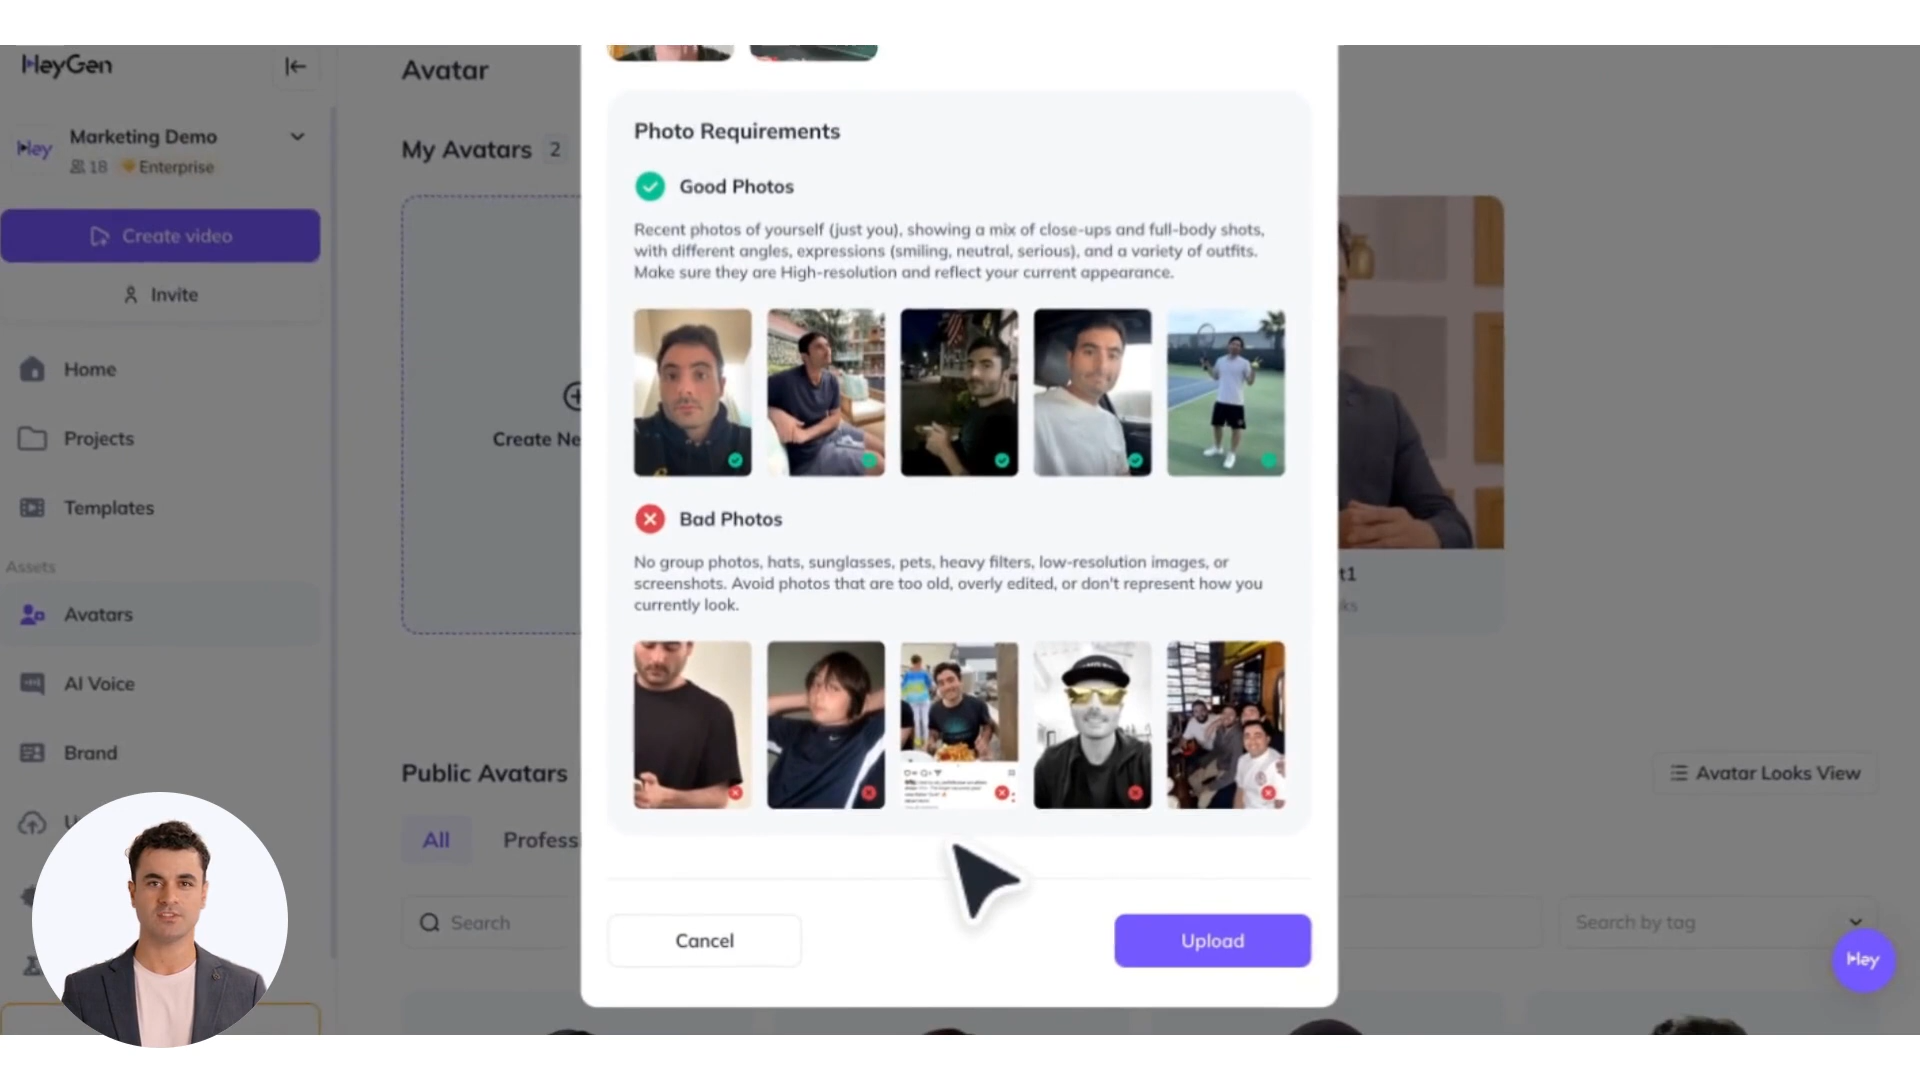 HeyGen
Marketing Demo
Hey
18 Enterprise
Create video
Invite
Home
Projects
Templates
Assets
Avatars
AI Voice
Brand
Avatar
My Avatars 2
Create Ne
Public Avatars
All Profess
Search
Photo Requirements
Good Photos
Recent photos of yourself (just you), showing a mix of close-ups and full-body shots,
with different angles, expressions (smiling, neutral, serious), and a variety of outfits.
Make sure they are High-resolution and reflect your current appearance.
Bad Photos
No group photos, hats, sunglasses, pets, heavy filters, low-resolution images, or
screenshots. Avoid photos that are too old, overly edited, or don't represent how you
currently look.
Cancel
Upload
t1
Avatar Looks View
Search by tag
Hey